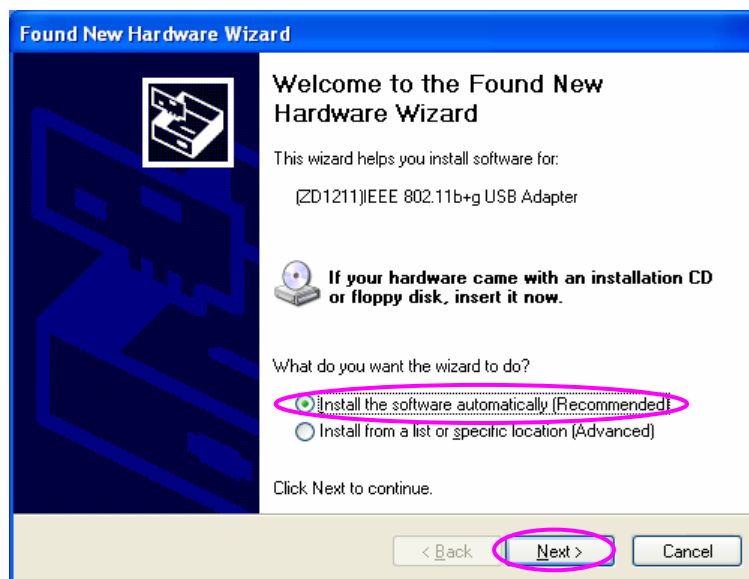 Found New Hardware Wizard
Welcome to the Found New
Hardware Wizard
This wizard helps you install software for:
(ZD1211)IEEE 802.11b+g USB Adapter
If your hardware came with an installation CD
or floppy disk, insert it now.
What do you want the wizard to do?
Install the software automatically (Recommended)
Install from a list or specific location (Advanced)
Click Next to continue.
< Back Next > Cancel